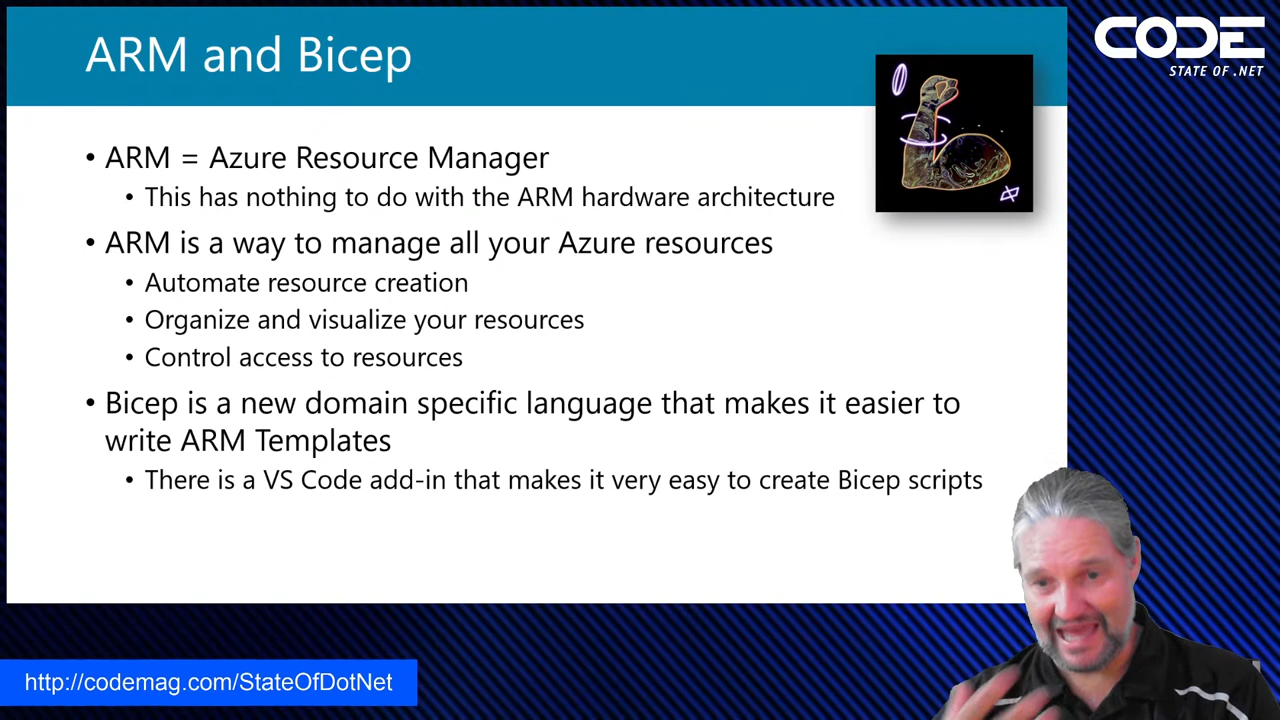 ARM and Bicep
CODE
STATE OF .NET
• ARM = Azure Resource Manager
• This has nothing to do with the ARM hardware architecture
• ARM is a way to manage all your Azure resources
• Automate resource creation
• Organize and visualize your resources
• Control access to resources
• Bicep is a new domain specific language that makes it easier to
write ARM Templates
• There is a VS Code add-in that makes it very easy to create Bicep scripts
http://codemag.com/StateOfDotNet